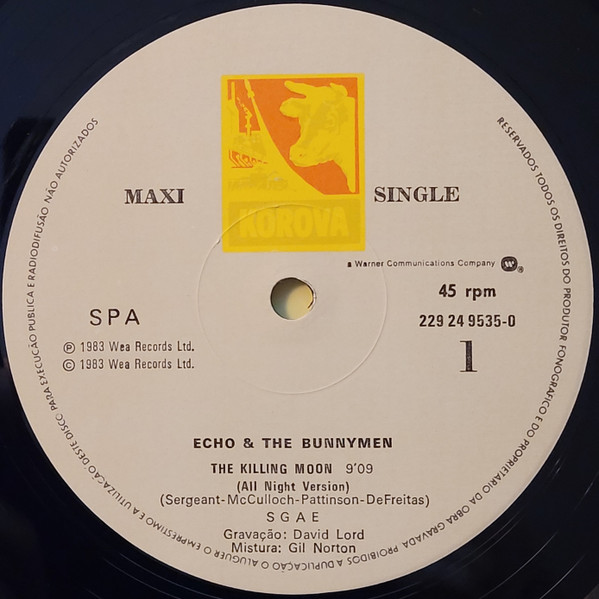 KOROVA
MAXI SINGLE
a Warner Communications Company
45 rpm
SPA
229 24 9535-0
℗ 1983 Wea Records Ltd.
© 1983 Wea Records Ltd.
1
ECHO & THE BUNNYMEN
THE KILLING MOON 9'09
(All Night Version)
(Sergeant-McCulloch-Pattinson-DeFreitas)
SGAE
Gravação: David Lord
Mistura: Gil Norton
RESERVADOS TODOS OS DIREITOS DO PRODUTOR FONOGRÁFICO E DO PROPRIETÁRIO DA OBRA GRAVADA. PROIBIDOS A DUPLICAÇÃO O ALUGUER O EMPRESTIMO E A UTILIZAÇÃO DESTE DISCO PARA EXECUÇÃO PUBLICA E RADIODIFUSÃO NÃO AUTORIZADOS